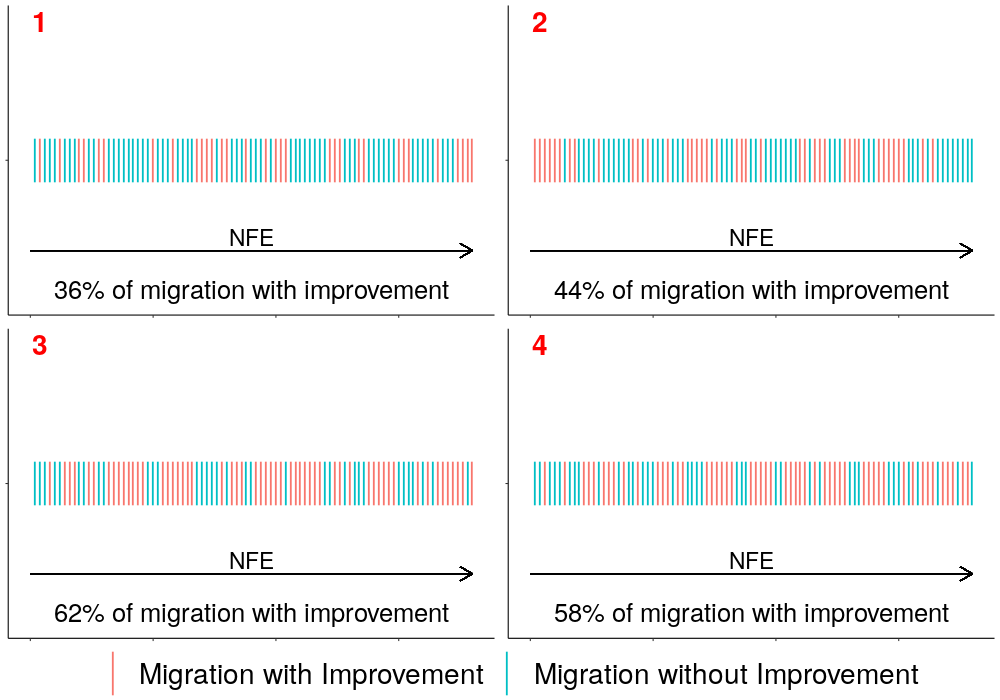 1
NFE
36% of migration with improvement
2
NFE
44% of migration with improvement
3
NFE
62% of migration with improvement
4
NFE
58% of migration with improvement
Migration with Improvement
Migration without Improvement